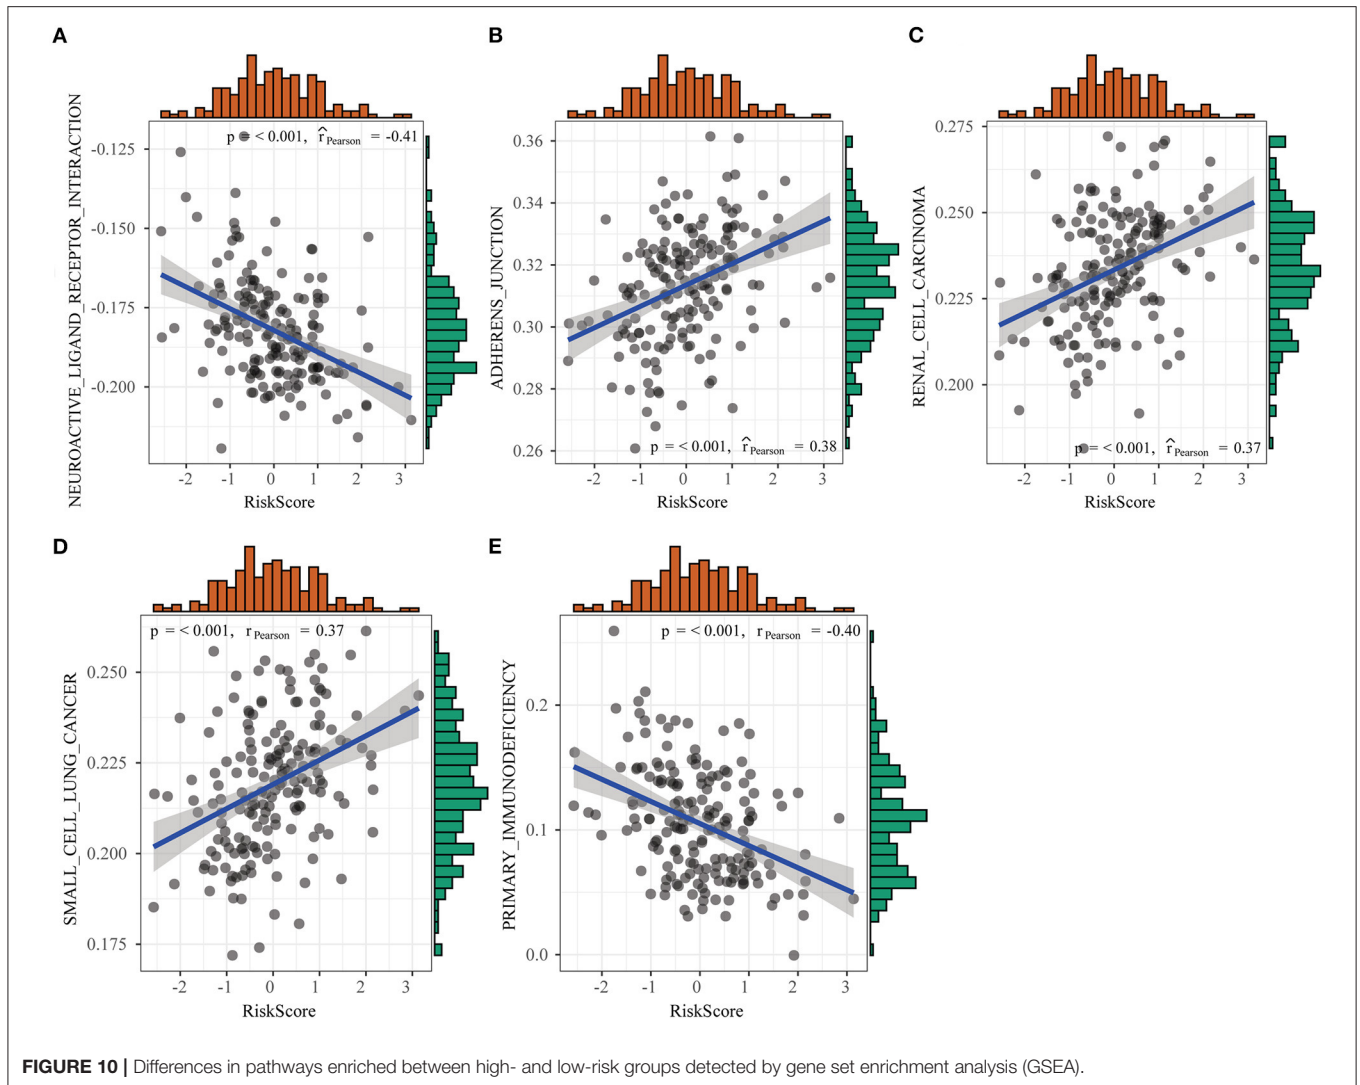 A
NEUROACTIVE_LIGAND_RECEPTOR_INTERACTION
-0.125
-0.150
-0.175
-0.200
p = < 0.001, r̂Pearson = -0.41
-2 -1 0 1 2 3
RiskScore
B
ADHERENS_JUNCTION
0.36
0.34
0.32
0.30
0.28
0.26
p = < 0.001, r̂Pearson = 0.38
-2 -1 0 1 2 3
RiskScore
C
RENAL_CELL_CARCINOMA
0.275
0.250
0.225
0.200
p = < 0.001, r̂Pearson = 0.37
-2 -1 0 1 2 3
RiskScore
D
SMALL_CELL_LUNG_CANCER
p = < 0.001, rPearson = 0.37
0.250
0.225
0.200
0.175
-2 -1 0 1 2 3
RiskScore
E
PRIMARY_IMMUNODEFICIENCY
p = < 0.001, rPearson = -0.40
0.2
0.1
0.0
-2 -1 0 1 2 3
RiskScore
FIGURE 10 | Differences in pathways enriched between high- and low-risk groups detected by gene set enrichment analysis (GSEA).